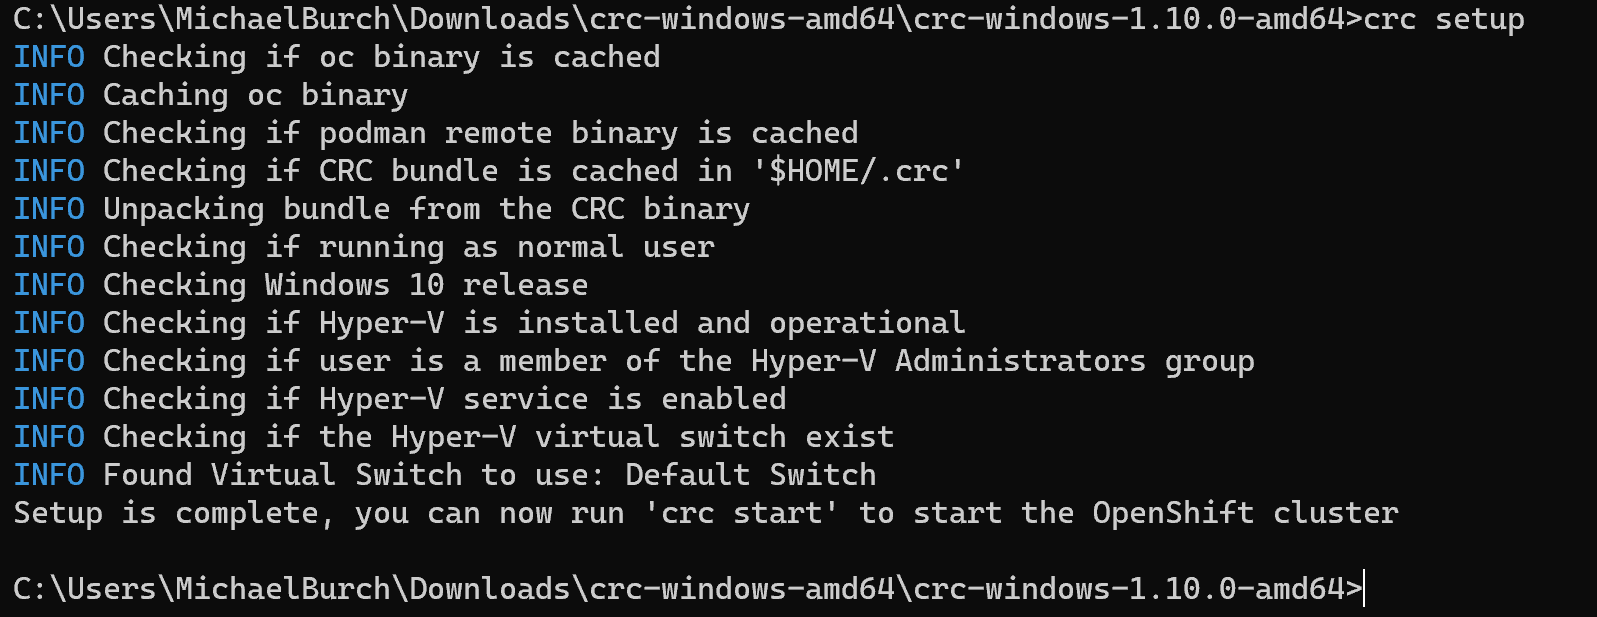 C:\Users\MichaelBurch\Downloads\crc-windows-amd64\crc-windows-1.10.0-amd64>crc setup
INFO Checking if oc binary is cached
INFO Caching oc binary
INFO Checking if podman remote binary is cached
INFO Checking if CRC bundle is cached in '$HOME/.crc'
INFO Unpacking bundle from the CRC binary
INFO Checking if running as normal user
INFO Checking Windows 10 release
INFO Checking if Hyper-V is installed and operational
INFO Checking if user is a member of the Hyper-V Administrators group
INFO Checking if Hyper-V service is enabled
INFO Checking if the Hyper-V virtual switch exist
INFO Found Virtual Switch to use: Default Switch
Setup is complete, you can now run 'crc start' to start the OpenShift cluster
C:\Users\MichaelBurch\Downloads\crc-windows-amd64\crc-windows-1.10.0-amd64>